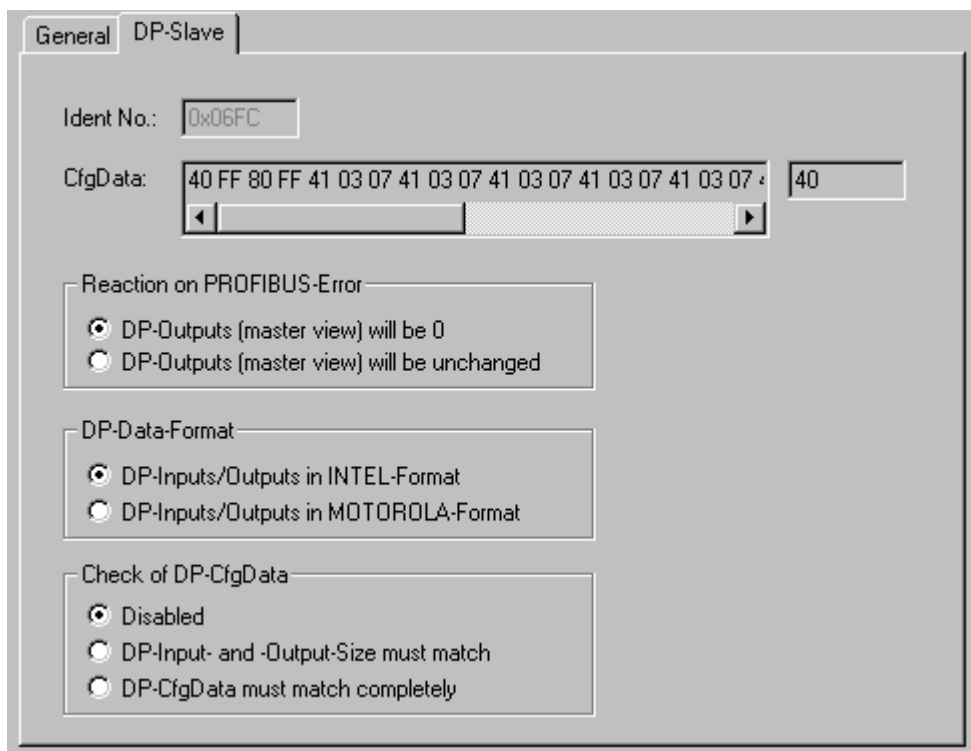 General DP-Slave
Ident No.: 0x06FC
CfgData: 40 FF 80 FF 41 03 07 41 03 07 41 03 07 41 03 07 41 03 07 40
Reaction on PROFIBUS-Error
DP-Outputs (master view) will be 0
DP-Outputs (master view) will be unchanged
DP-Data-Format
DP-Inputs/Outputs in INTEL-Format
DP-Inputs/Outputs in MOTOROLA-Format
Check of DP-CfgData
Disabled
DP-Input- and -Output-Size must match
DP-CfgData must match completely